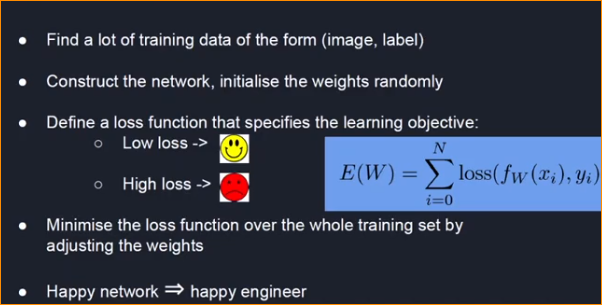 ● Find a lot of training data of the form (image, label)
● Construct the network, initialise the weights randomly
● Define a loss function that specifies the learning objective:
○ Low loss ->
○ High loss ->
E(W) = ∑_{i=0}^{N} loss(f_W(x_i), y_i)
● Minimise the loss function over the whole training set by
adjusting the weights
● Happy network ⇒ happy engineer